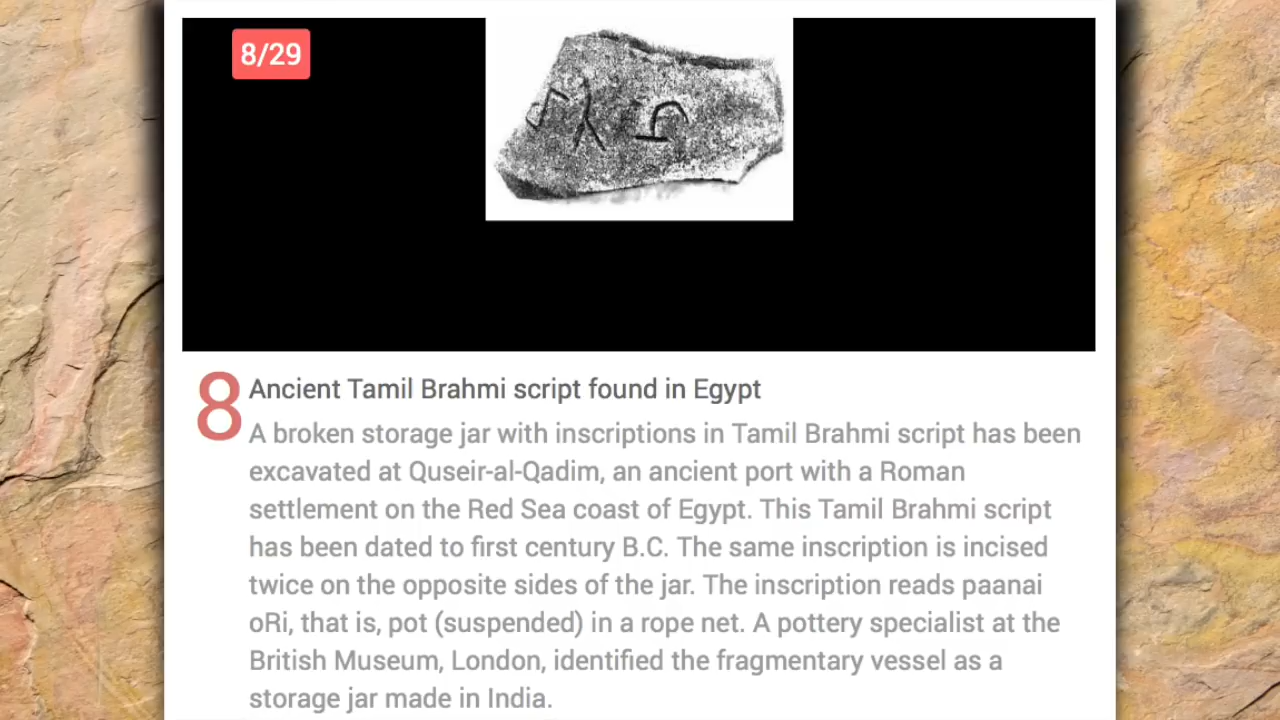 8/29
8 Ancient Tamil Brahmi script found in Egypt
A broken storage jar with inscriptions in Tamil Brahmi script has been
excavated at Quseir-al-Qadim, an ancient port with a Roman
settlement on the Red Sea coast of Egypt. This Tamil Brahmi script
has been dated to first century B.C. The same inscription is incised
twice on the opposite sides of the jar. The inscription reads paanai
oRi, that is, pot (suspended) in a rope net. A pottery specialist at the
British Museum, London, identified the fragmentary vessel as a
storage jar made in India.